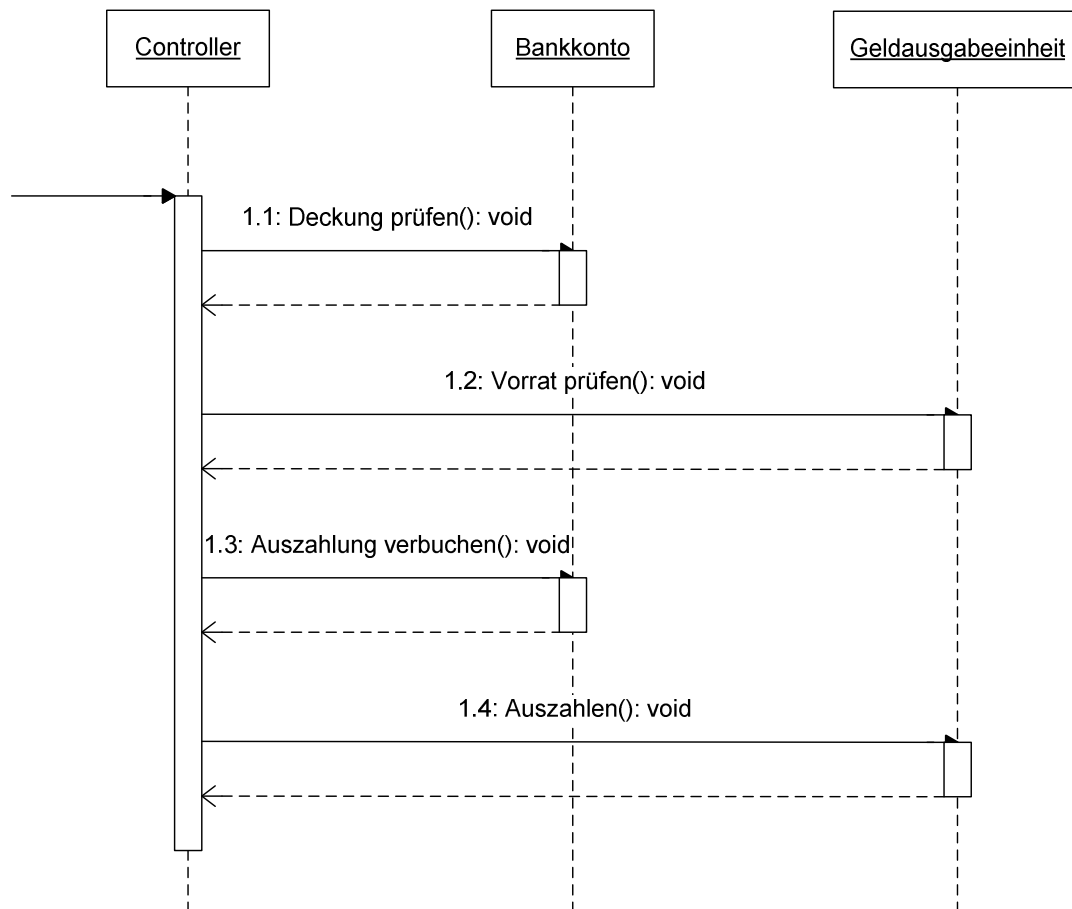 Controller
Bankkonto
Geldausgabeeinheit
1.1: Deckung prüfen(): void
1.2: Vorrat prüfen(): void
1.3: Auszahlung verbuchen(): void
1.4: Auszahlen(): void